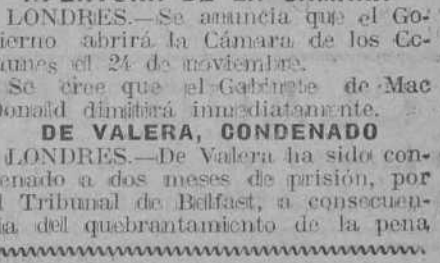 LONDRES.—Se anuncia que el Go-
ierno abrirá la Cámara de los Co-
unes el 24 de noviembre.
Se cree que el Gabinete de Mac
Donald dimitirá inmediatamente.
DE VALERA, CONDENADO
LONDRES.—De Valera ha sido con-
enado a dos meses de prisión, por
l Tribunal de Belfast, a consecuen-
ia del quebrantamiento de la pena